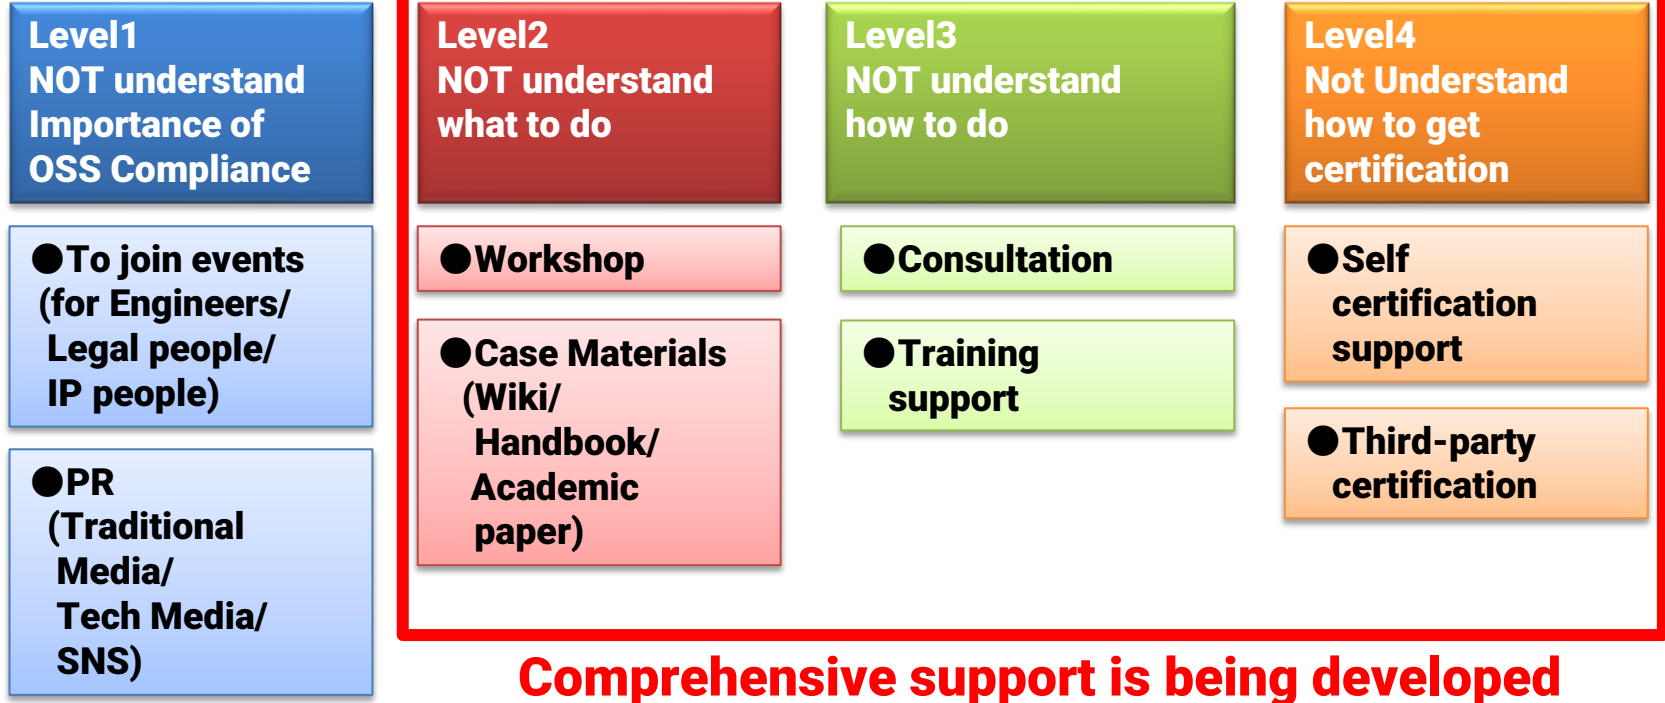 Level1
NOT understand
Importance of
OSS Compliance
●To join events
(for Engineers/
Legal people/
IP people)
●PR
(Traditional
Media/
Tech Media/
SNS)
Level2
NOT understand
what to do
●Workshop
●Case Materials
(Wiki/
Handbook/
Academic
paper)
Level3
NOT understand
how to do
●Consultation
●Training
support
Level4
Not Understand
how to get
certification
●Self
certification
support
●Third-party
certification
Comprehensive support is being developed